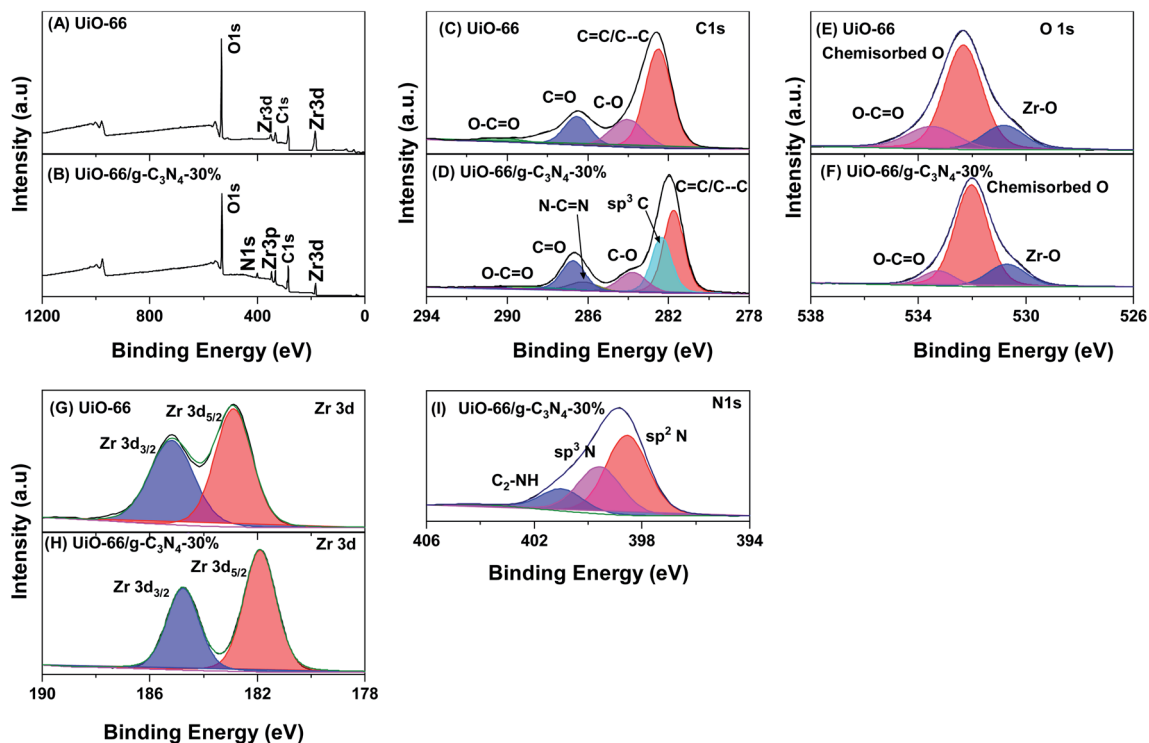 (A) UiO-66
O1s
Zr3d
C1s
Zr3d
(B) UiO-66/g-C₃N₄-30%
O1s
N1s
Zr3p
C1s
Zr3d
Intensity (a.u)
1200 800 400 0
Binding Energy (eV)
(C) UiO-66
C1s
C=C/C--C
C=O
C-O
O-C=O
(D) UiO-66/g-C₃N₄-30%
C=C/C--C
N-C=N
sp³ C
C=O
C-O
O-C=O
Intensity (a.u.)
294 290 286 282 278
Binding Energy (eV)
(E) UiO-66
O 1s
Chemisorbed O
O-C=O
Zr-O
(F) UiO-66/g-C₃N₄-30%
Chemisorbed O
O-C=O
Zr-O
Intensity (a.u.)
538 534 530 526
Binding Energy (eV)
(G) UiO-66
Zr 3d
Zr 3d₅/₂
Zr 3d₃/₂
(H) UiO-66/g-C₃N₄-30%
Zr 3d
Zr 3d₅/₂
Zr 3d₃/₂
Intensity (a.u)
190 186 182 178
Binding Energy (eV)
(I) UiO-66/g-C₃N₄-30%
N1s
sp² N
sp³ N
C₂-NH
Intensity (a.u)
406 402 398 394
Binding Energy (eV)